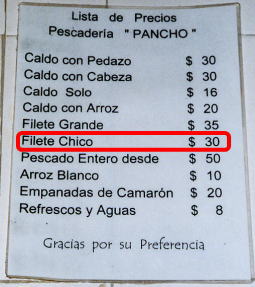 Lista de Precios
Pescadería "PANCHO"
Caldo con Pedazo $ 30
Caldo con Cabeza $ 30
Caldo Solo $ 16
Caldo con Arroz $ 20
Filete Grande $ 35
Filete Chico $ 30
Pescado Entero desde $ 50
Arroz Blanco $ 10
Empanadas de Camarón $ 20
Refrescos y Aguas $ 8
Gracias por su Preferencia